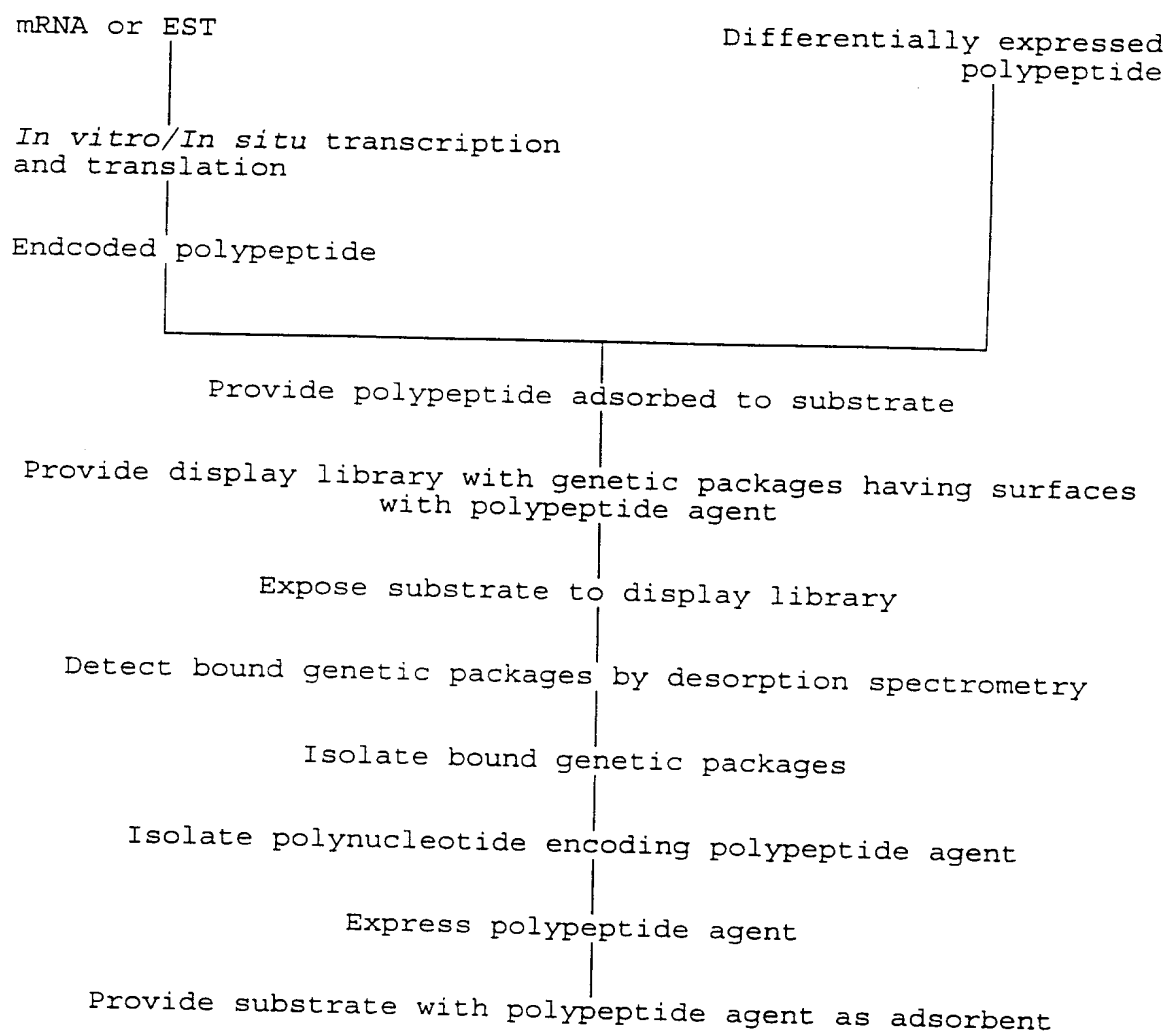 mRNA or EST
Differentially expressed
polypeptide
In vitro/In situ transcription
and translation
Endcoded polypeptide
Provide polypeptide adsorbed to substrate
Provide display library with genetic packages having surfaces
with polypeptide agent
Expose substrate to display library
Detect bound genetic packages by desorption spectrometry
Isolate bound genetic packages
Isolate polynucleotide encoding polypeptide agent
Express polypeptide agent
Provide substrate with polypeptide agent as adsorbent